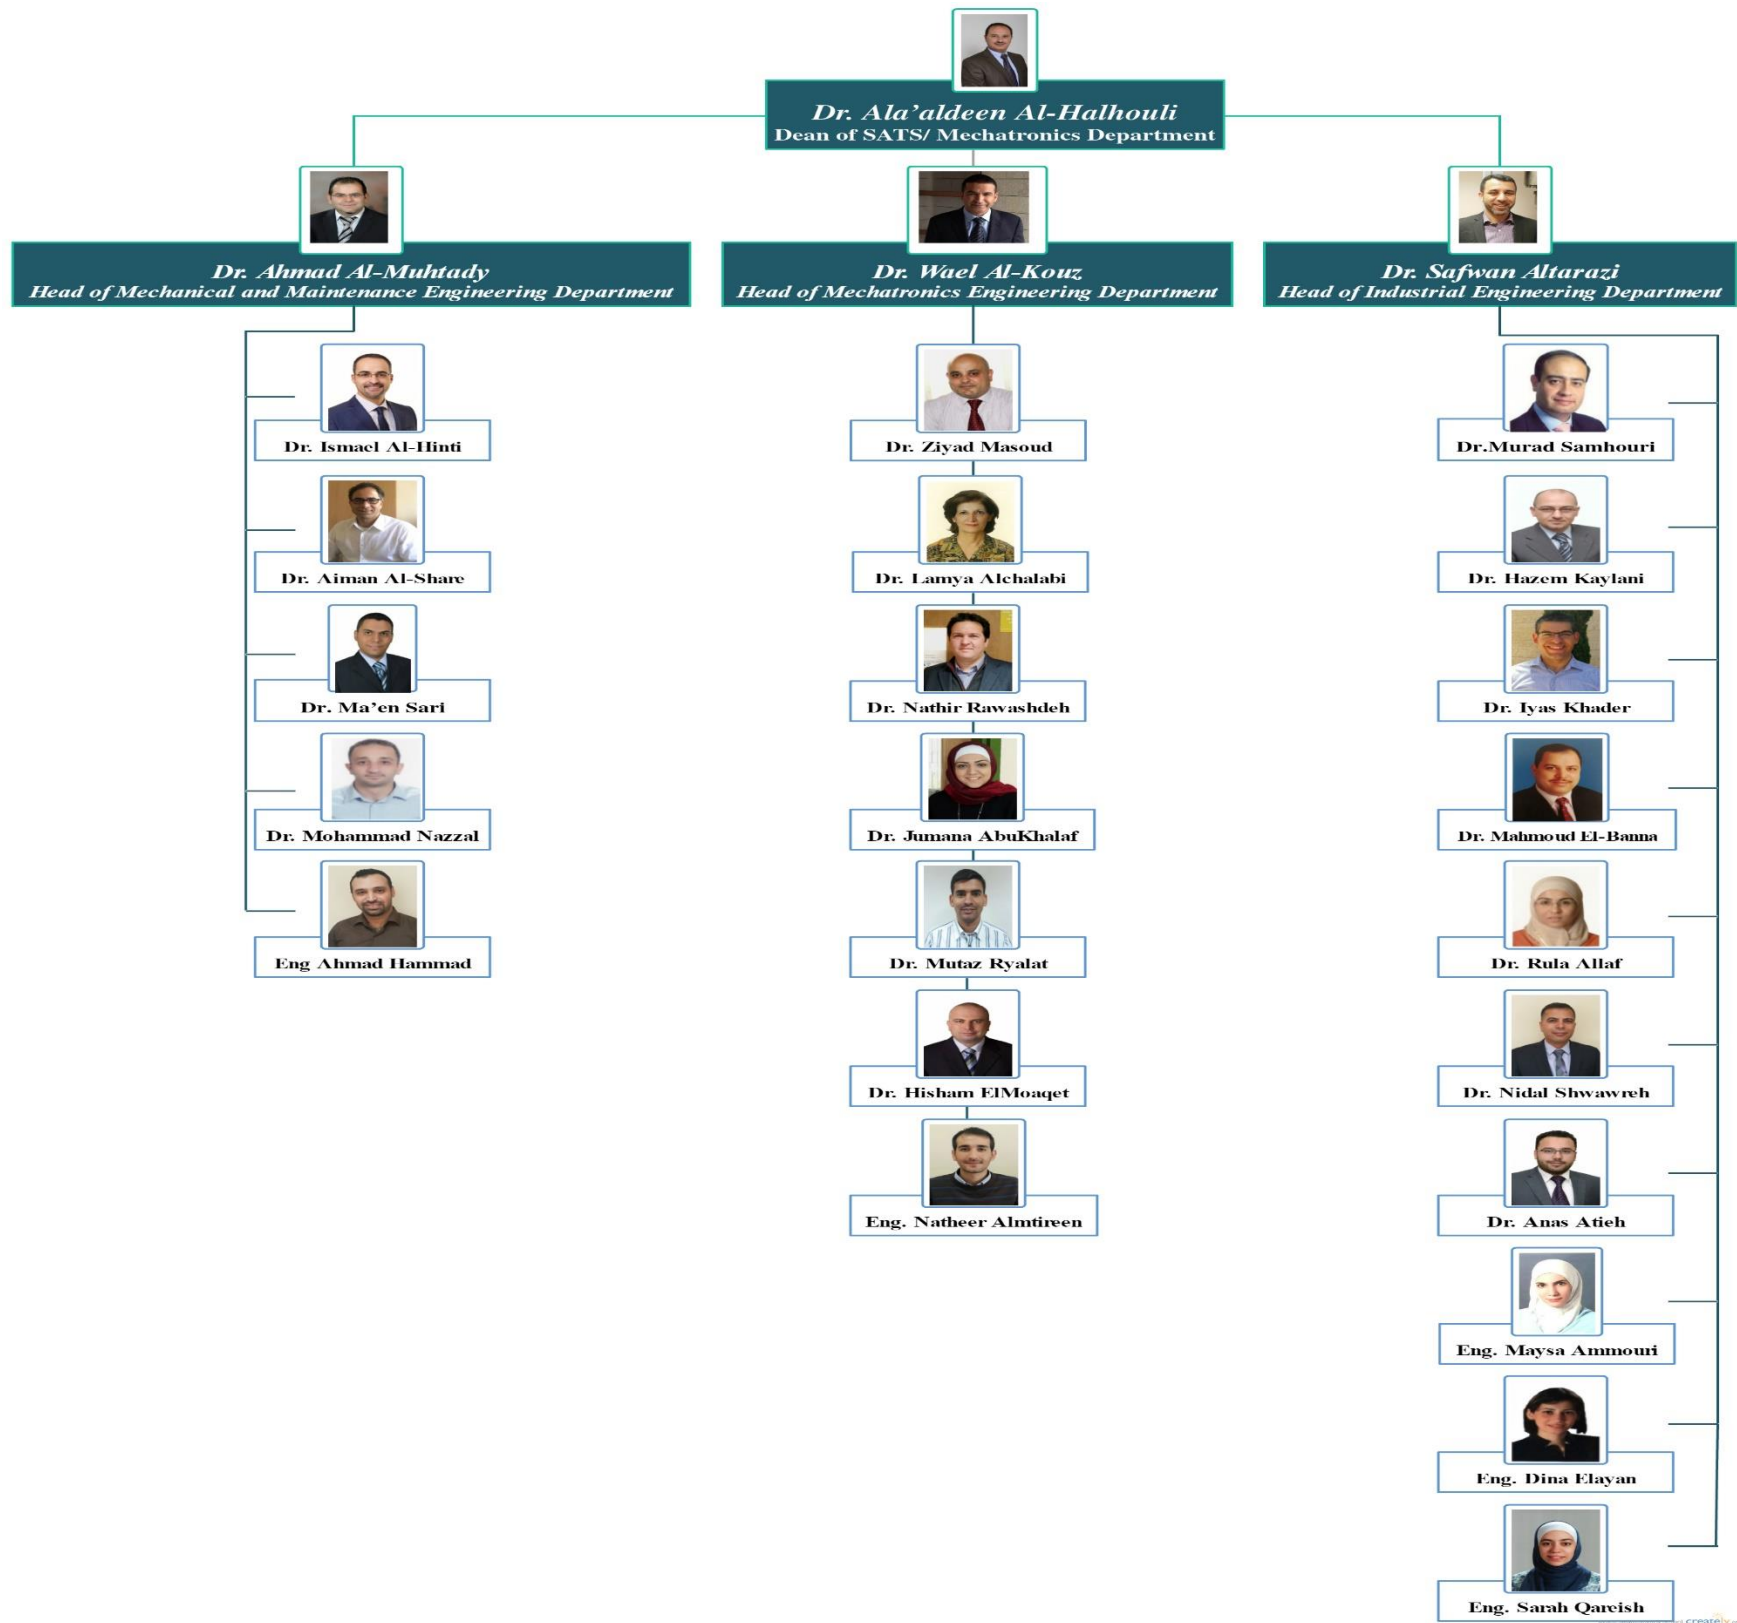 Dr. Ala’aldeen Al-Halhouli
Dean of SATS/ Mechatronics Department
Dr. Ahmad Al-Muhtady
Head of Mechanical and Maintenance Engineering Department
Dr. Ismael Al-Hinti
Dr. Aiman Al-Share
Dr. Ma’en Sari
Dr. Mohammad Nazzal
Eng Ahmad Hammad
Dr. Wael Al-Kouz
Head of Mechatronics Engineering Department
Dr. Ziyad Masoud
Dr. Lamya Alchalabi
Dr. Nathir Rawashdeh
Dr. Jumana AbuKhalaf
Dr. Mutaz Ryalat
Dr. Hisham ElMoaqet
Eng. Natheer Almtireen
Dr. Safwan Altarazi
Head of Industrial Engineering Department
Dr.Murad Samhouri
Dr. Hazem Kaylani
Dr. Iyas Khader
Dr. Mahmoud El-Banna
Dr. Rula Allaf
Dr. Nidal Shwawreh
Dr. Anas Atieh
Eng. Maysa Ammouri
Eng. Dina Elayan
Eng. Sarah Qareish
creately